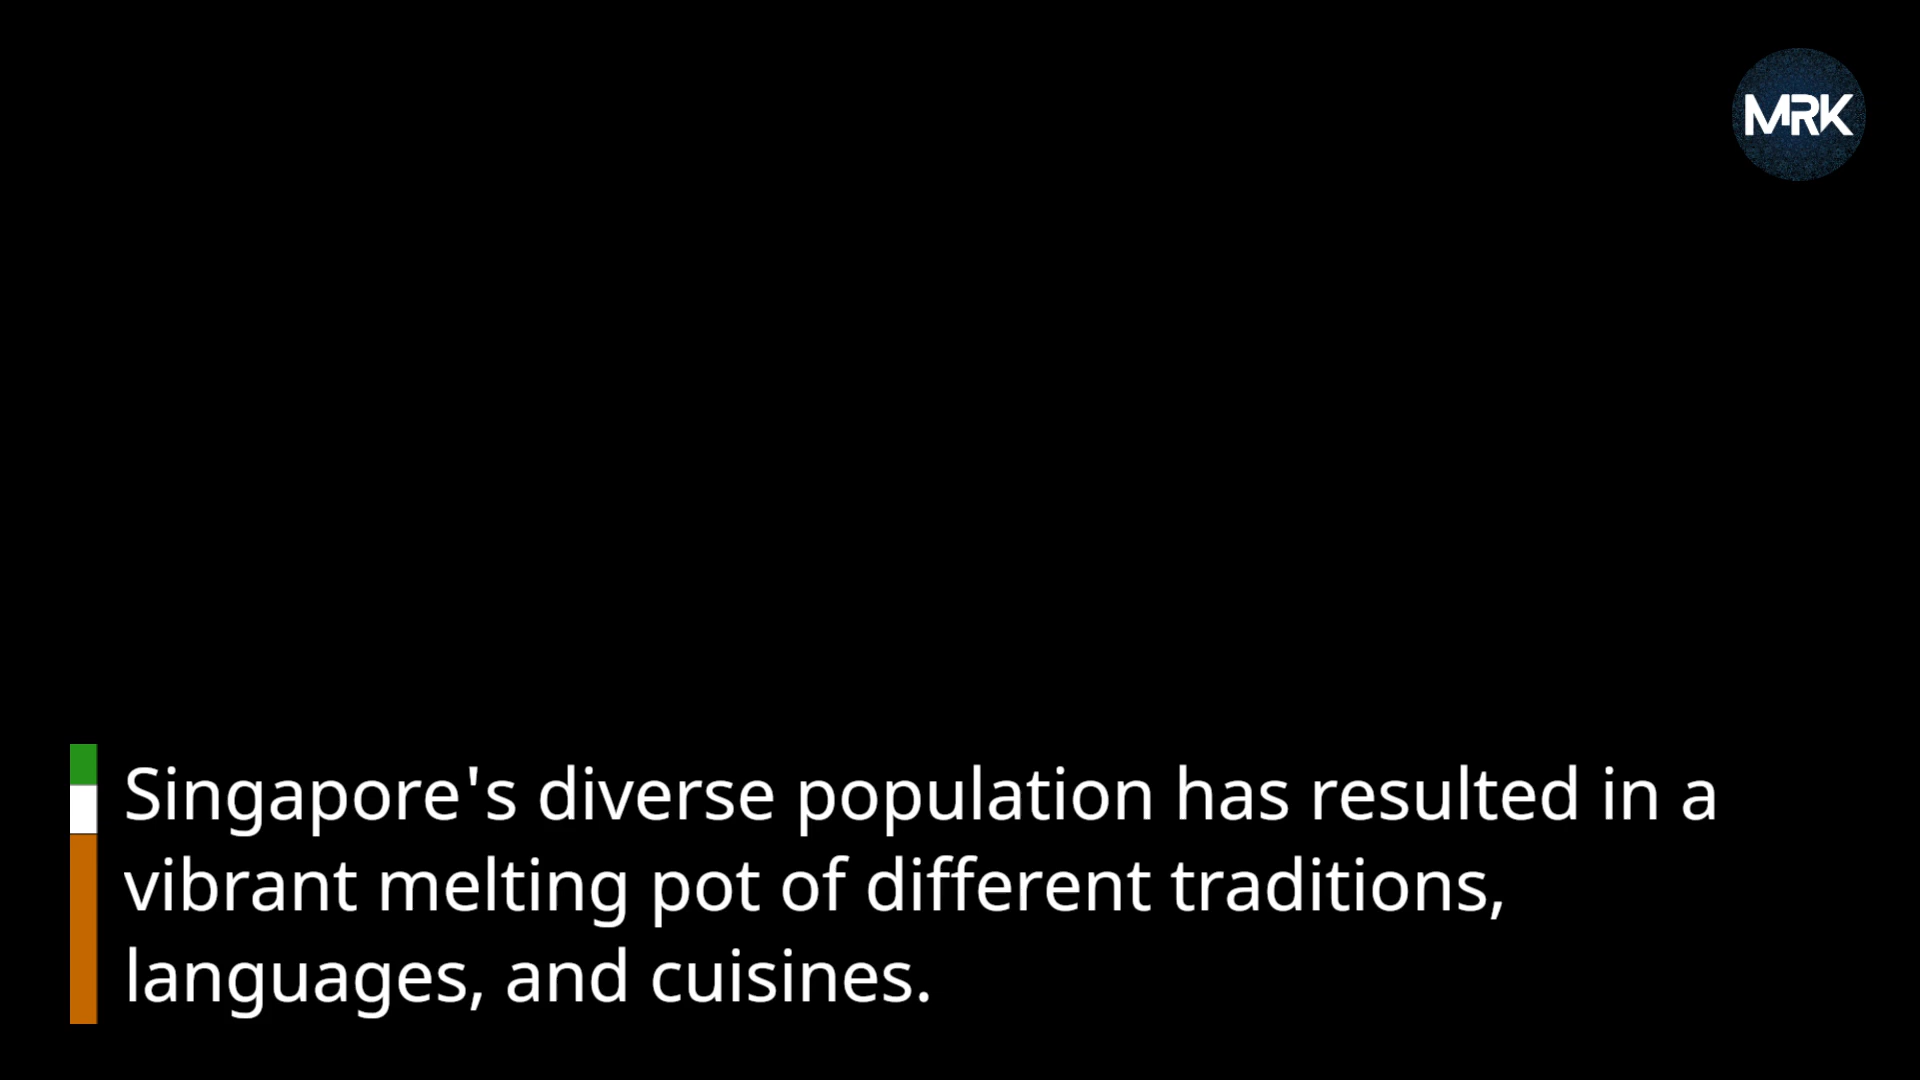 MRK
Singapore's diverse population has resulted in a
vibrant melting pot of different traditions,
languages, and cuisines.